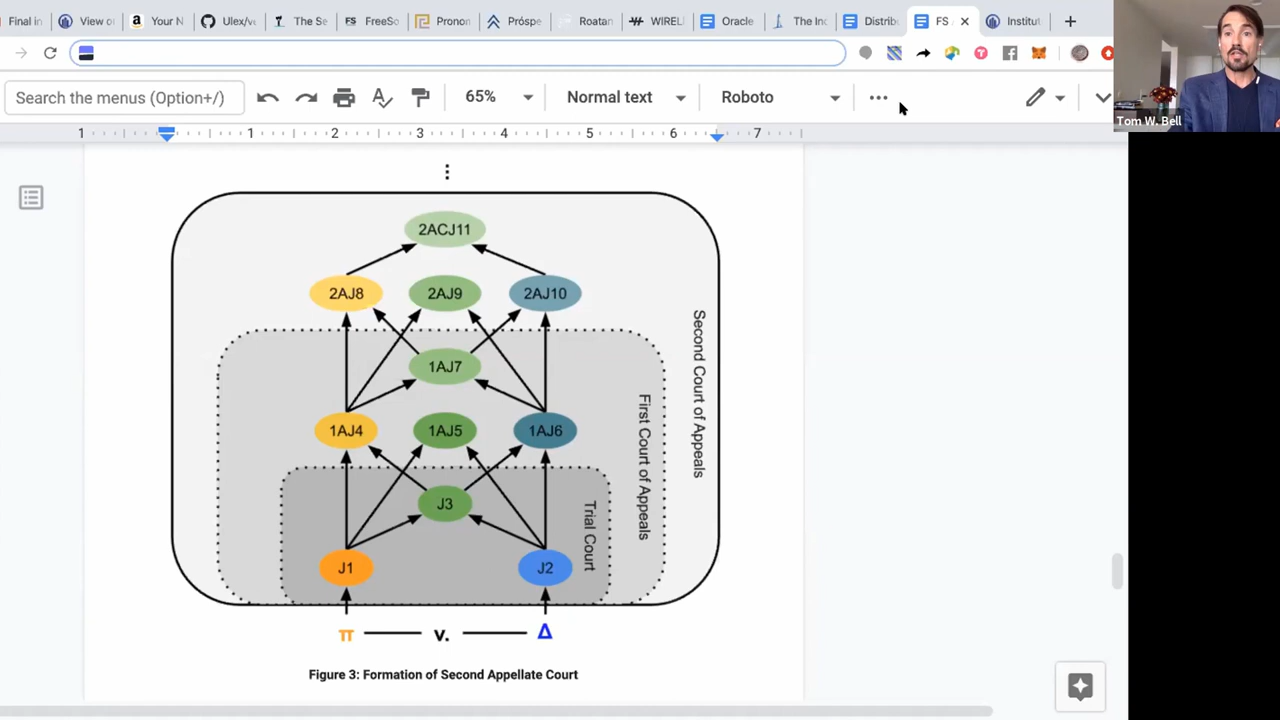 Final in
View o
Your N
Ulex/ve
The Se
FS FreeSo
Pronon
Próspe
Roatan
WIREL
Oracle
The Inc
Distribu
FS
Institut
Search the menus (Option+/)
65%
Normal text
Roboto
1 1 2 3 4 5 6 7
Tom W. Bell
2ACJ11
2AJ8 2AJ9 2AJ10
1AJ7
1AJ4 1AJ5 1AJ6
J3
J1 J2
Trial Court
First Court of Appeals
Second Court of Appeals
π v. Δ
Figure 3: Formation of Second Appellate Court